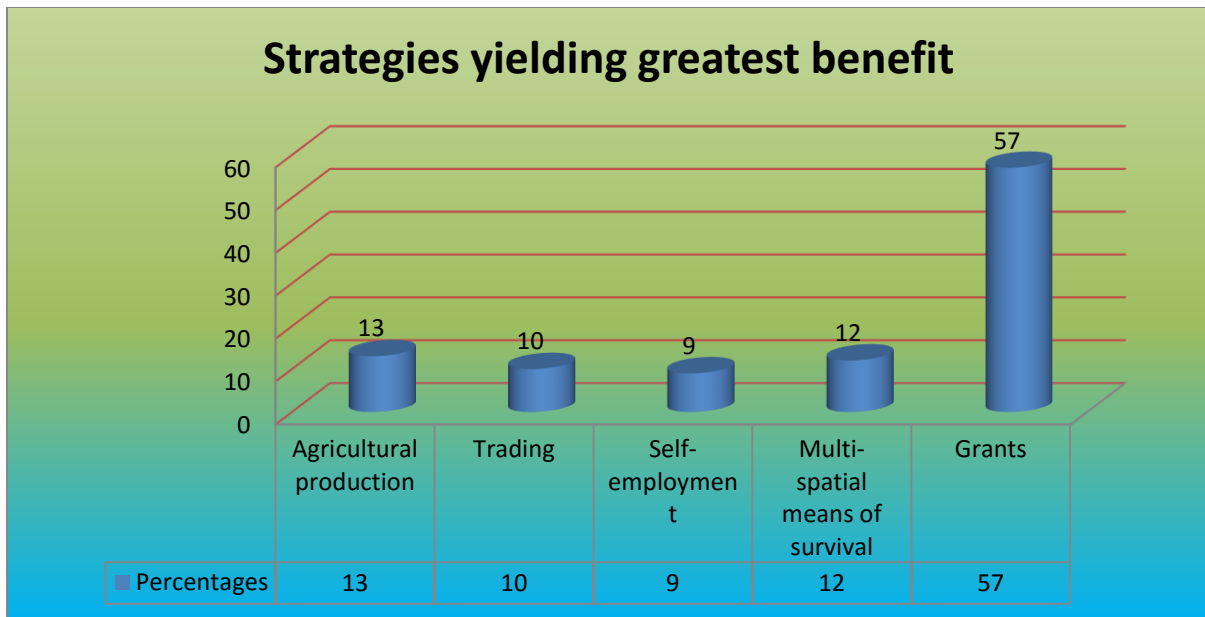 Strategies yielding greatest benefit
60
50
40
30
20
10
0
13
10
9
12
57
Agricultural
production
Trading
Self-
employmen
t
Multi-
spatial
means of
survival
Grants
Percentages
13
10
9
12
57